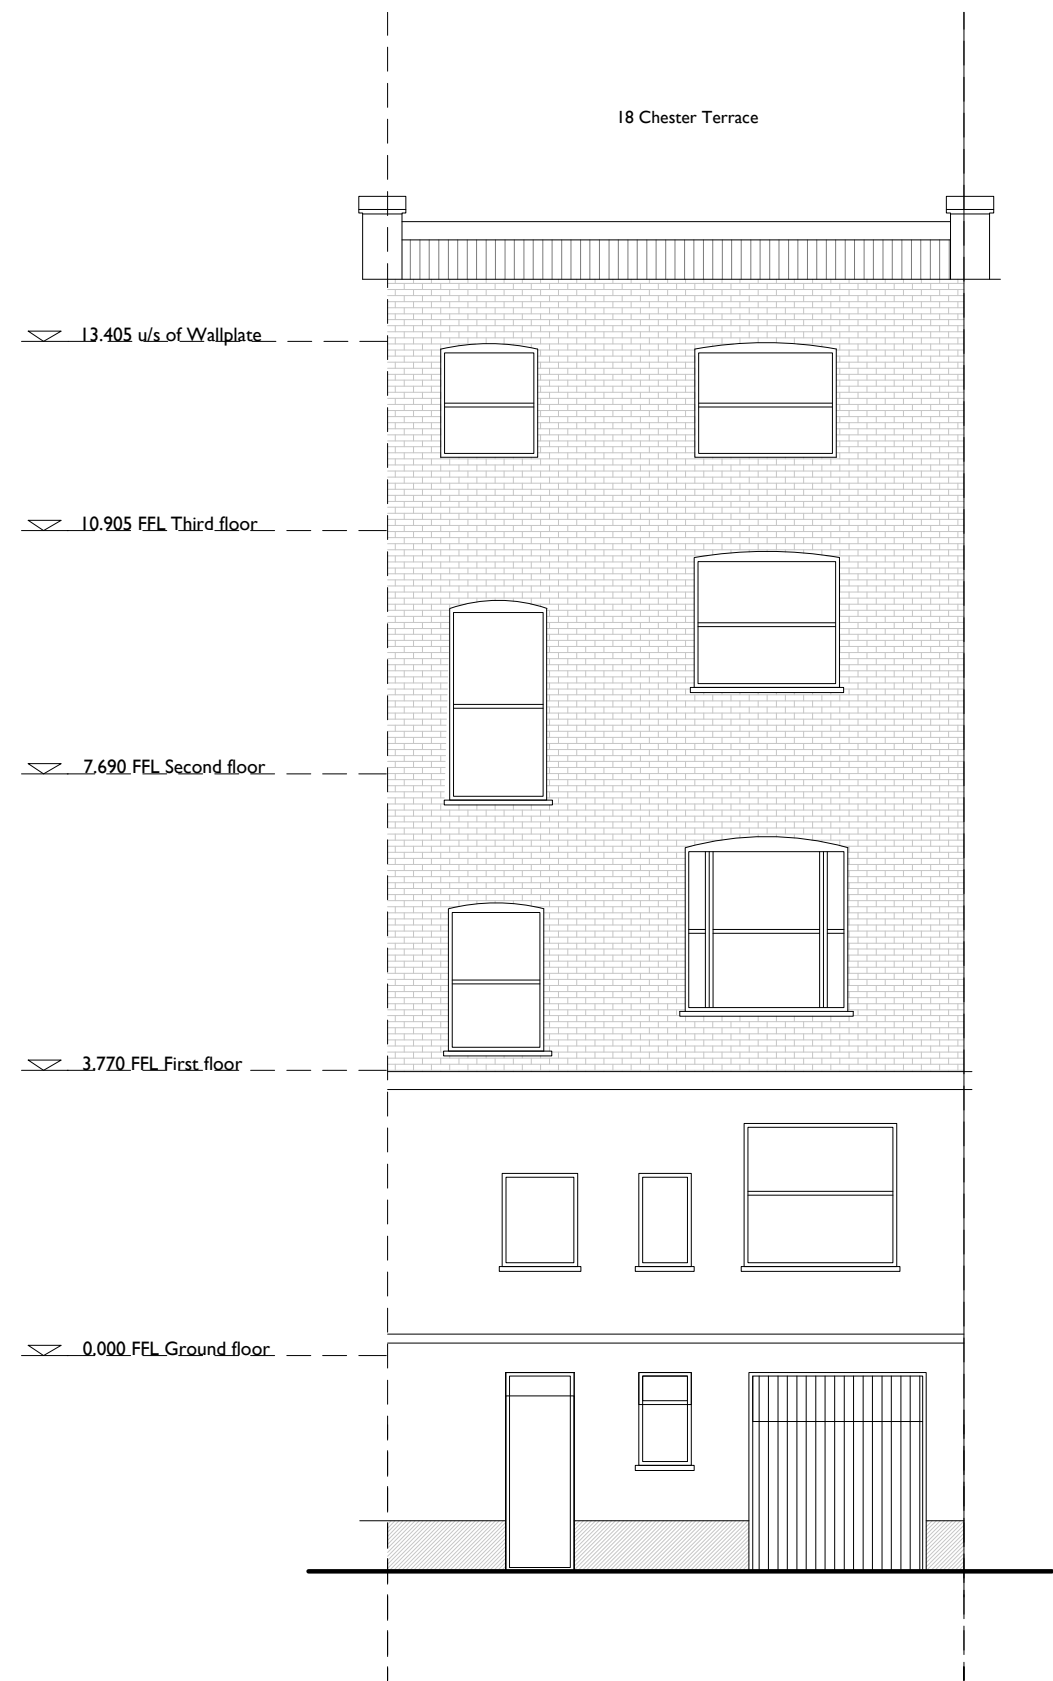 18 Chester Terrace
13.405 u/s of Wallplate
10.905 FFL Third floor
7.690 FFL Second floor
3.770 FFL First floor
0.000 FFL Ground floor